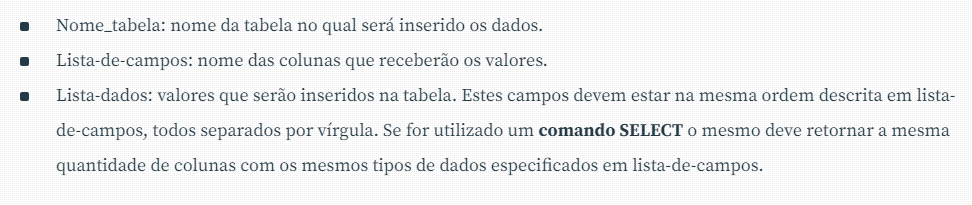 Nome_tabela: nome da tabela no qual será inserido os dados.
Lista-de-campos: nome das colunas que receberão os valores.
Lista-dados: valores que serão inseridos na tabela. Estes campos devem estar na mesma ordem descrita em lista-
de-campos, todos separados por vírgula. Se for utilizado um comando SELECT o mesmo deve retornar a mesma
quantidade de colunas com os mesmos tipos de dados especificados em lista-de-campos.